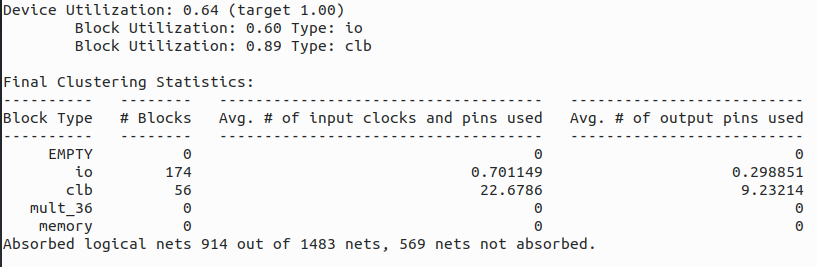 Device Utilization: 0.64 (target 1.00)
        Block Utilization: 0.60 Type: io
        Block Utilization: 0.89 Type: clb

Final Clustering Statistics:
----------   --------   -----------------------------------   --------------------------
Block Type   # Blocks   Avg. # of input clocks and pins used   Avg. # of output pins used
----------   --------   -----------------------------------   --------------------------
     EMPTY          0                                      0                            0
        io        174                               0.701149                     0.298851
       clb         56                                22.6786                      9.23214
   mult_36          0                                      0                            0
    memory          0                                      0                            0
Absorbed logical nets 914 out of 1483 nets, 569 nets not absorbed.